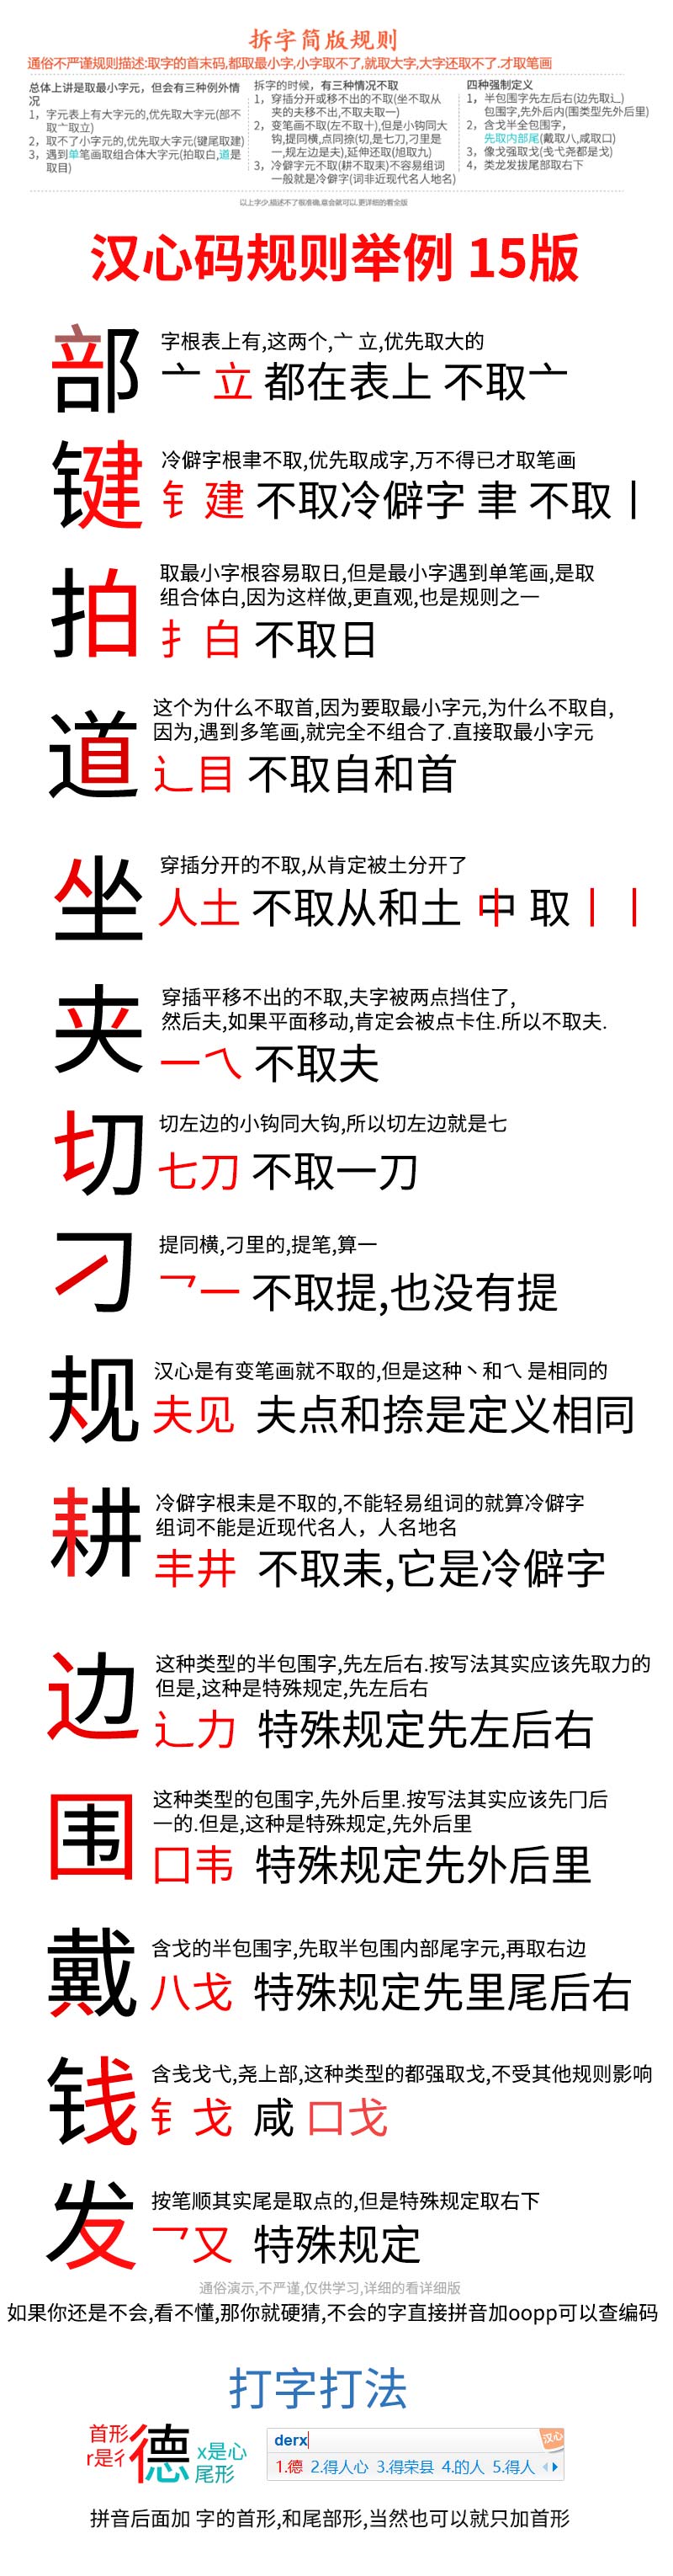 拆字简版规则
通俗不严谨规则描述:取字的首末码,都取最小字,小字取不了,就取大字,大字还取不了.才取笔画
总体上讲是取最小字元，但会有三种例外情况
1，字元表上有大字元的,优先取大字元(部不取亠取立)
2，取不了小字元的,优先取大字元(键尾取建)
3，遇到单笔画取组合体大字元(拍取白,道是取目)
拆字的时候，有三种情况不取
1，穿插分开或移不出的不取(坐不取从
夹的夫移不出,不取夫取一)
2，变笔画不取(左不取十),但是小钩同大
钩,提同横,点同捺(切,是七刀,刁里是
一,规左边是夫),延伸还取(旭取九)
3，冷僻字元不取(耕不取耒)不容易组词
一般就是冷僻字(词非近现代名人地名)
四种强制定义
1，半包围字先左后右(边先取辶)
包围字,先外后内(围类型先外后里)
2，含戈半全包围字，
先取内部尾(戴取八,咸取口)
3，像戈强取戈(戋弋尧都是戈)
4，类龙发拔尾部取右下
以上字少,描述不了很准确,意会就可以.更详细的看全版
汉心码规则举例 15版
部
字根表上有,这两个,亠 立,优先取大的
亠 立 都在表上 不取亠
键
冷僻字根聿不取,优先取成字,万不得已才取笔画
钅 建 不取冷僻字 聿 不取丨
拍
取最小字根容易取日,但是最小字遇到单笔画,是取
组合体白,因为这样做,更直观,也是规则之一
扌 白 不取日
道
这个为什么不取首,因为要取最小字元,为什么不取自,
因为,遇到多笔画,就完全不组合了.直接取最小字元
辶目 不取自和首
坐
穿插分开的不取,从肯定被土分开了
人土 不取从和土 中 取丨丨
夹
穿插平移不出的不取,夫字被两点挡住了,
然后夫,如果平面移动,肯定会被点卡住.所以不取夫.
一乀 不取夫
切
切左边的小钩同大钩,所以切左边就是七
七刀 不取一刀
刁
提同横,刁里的,提笔,算一
乛一 不取提,也没有提
规
汉心是有变笔画就不取的,但是这种丶和乀 是相同的
夫见 夫点和捺是定义相同
耕
冷僻字根耒是不取的,不能轻易组词的就算冷僻字
组词不能是近现代名人，人名地名
丰井 不取耒,它是冷僻字
边
这种类型的半包围字,先左后右.按写法其实应该先取力的
但是,这种是特殊规定,先左后右
辶力 特殊规定先左后右
围
这种类型的包围字,先外后里.按写法其实应该先冂后
一的.但是,这种是特殊规定,先外后里
口韦 特殊规定先外后里
戴
含戈的半包围字,先取半包围内部尾字元,再取右边
八戈 特殊规定先里尾后右
钱
含戋戈弋,尧上部,这种类型的都强取戈,不受其他规则影响
钅 戈 咸 口戈
发
按笔顺其实尾是取点的,但是特殊规定取右下
乛又 特殊规定
通俗演示,不严谨,仅供学习,详细的看详细版
如果你还是不会,看不懂,那你就硬猜,不会的字直接拼音加oopp可以查编码
打字打法
首形
r是彳
德
x是心
尾形
derx
汉心
1.德 2.得人心 3.得荣县 4.的人 5.得人
拼音后面加 字的首形,和尾部形,当然也可以就只加首形